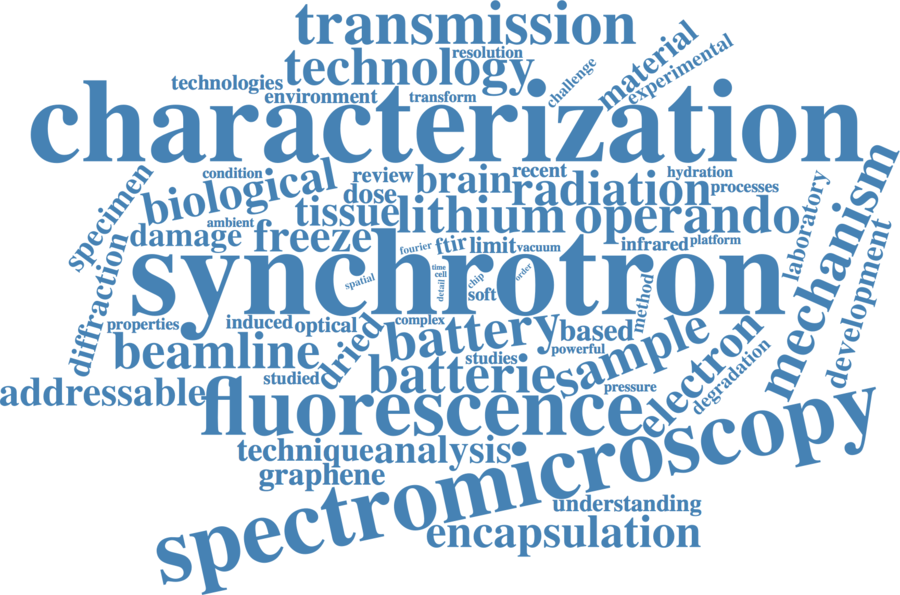 transmission
resolution
technology
technologies
environment
transform
challenge
material
experimental
characterization
condition
review
brain
recent
hydration
specimen
biological
dose
radiation
processes
ambient
tissue
lithium
operando
laboratory
mechanism
damage
freeze
fourier
ftir
limit
vacuum
infrared
platform
diffraction
synchrotron
spatial
time
cell
detail
chip
order
soft
method
development
properties
induced
optical
complex
battery
based
beamline
dried
studies
powerful
sample
electron
studied
batterie
pressure
degradation
addressable
fluorescence
technique
analysis
graphene
spectromicroscopy
understanding
encapsulation